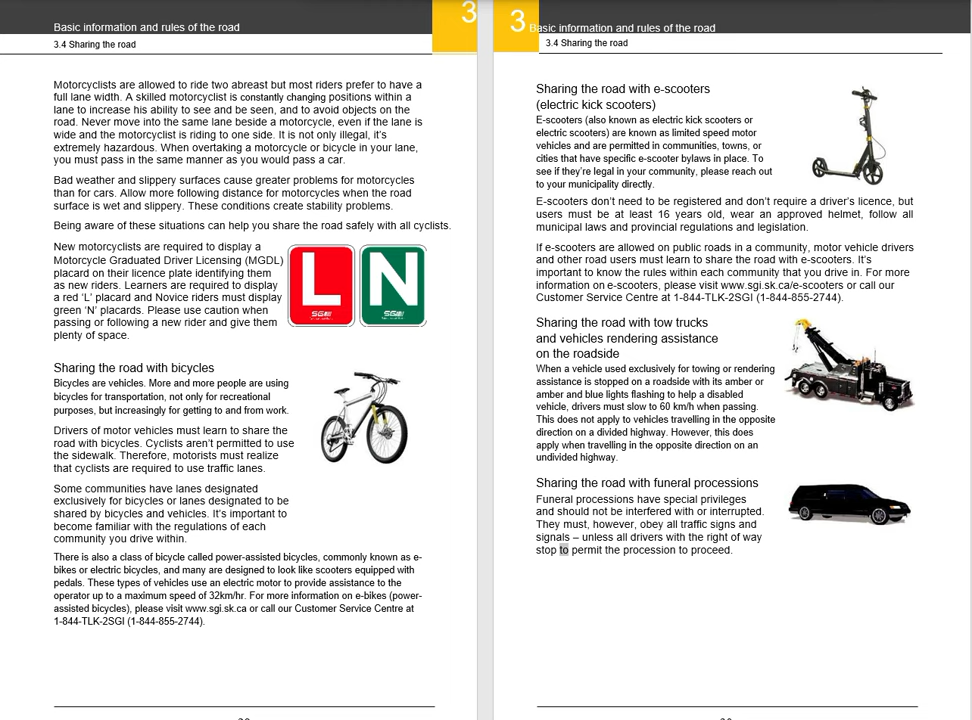 3
Basic information and rules of the road
3.4 Sharing the road
Motorcyclists are allowed to ride two abreast but most riders prefer to have a
full lane width. A skilled motorcyclist is constantly changing positions within a
lane to increase his ability to see and be seen, and to avoid objects on the
road. Never move into the same lane beside a motorcycle, even if the lane is
wide and the motorcyclist is riding to one side. It is not only illegal, it's
extremely hazardous. When overtaking a motorcycle or bicycle in your lane,
you must pass in the same manner as you would pass a car.
Bad weather and slippery surfaces cause greater problems for motorcycles
than for cars. Allow more following distance for motorcycles when the road
surface is wet and slippery. These conditions create stability problems.
Being aware of these situations can help you share the road safely with all cyclists.
New motorcyclists are required to display a
Motorcycle Graduated Driver Licensing (MGDL)
placard on their licence plate identifying them
as new riders. Learners are required to display
a red 'L' placard and Novice riders must display
green 'N' placards. Please use caution when
passing or following a new rider and give them
plenty of space.
L
SGI
N
SGI
Sharing the road with bicycles
Bicycles are vehicles. More and more people are using
bicycles for transportation, not only for recreational
purposes, but increasingly for getting to and from work.
Drivers of motor vehicles must learn to share the
road with bicycles. Cyclists aren't permitted to use
the sidewalk. Therefore, motorists must realize
that cyclists are required to use traffic lanes.
Some communities have lanes designated
exclusively for bicycles or lanes designated to be
shared by bicycles and vehicles. It's important to
become familiar with the regulations of each
community you drive within.
There is also a class of bicycle called power-assisted bicycles, commonly known as e-
bikes or electric bicycles, and many are designed to look like scooters equipped with
pedals. These types of vehicles use an electric motor to provide assistance to the
operator up to a maximum speed of 32km/hr. For more information on e-bikes (power-
assisted bicycles), please visit www.sgi.sk.ca or call our Customer Service Centre at
1-844-TLK-2SGI (1-844-855-2744).
3
Basic information and rules of the road
3.4 Sharing the road
Sharing the road with e-scooters
(electric kick scooters)
E-scooters (also known as electric kick scooters or
electric scooters) are known as limited speed motor
vehicles and are permitted in communities, towns, or
cities that have specific e-scooter bylaws in place. To
see if they're legal in your community, please reach out
to your municipality directly.
E-scooters don't need to be registered and don't require a driver's licence, but
users must be at least 16 years old, wear an approved helmet, follow all
municipal laws and provincial regulations and legislation.
If e-scooters are allowed on public roads in a community, motor vehicle drivers
and other road users must learn to share the road with e-scooters. It's
important to know the rules within each community that you drive in. For more
information on e-scooters, please visit www.sgi.sk.ca/e-scooters or call our
Customer Service Centre at 1-844-TLK-2SGI (1-844-855-2744).
Sharing the road with tow trucks
and vehicles rendering assistance
on the roadside
When a vehicle used exclusively for towing or rendering
assistance is stopped on a roadside with its amber or
amber and blue lights flashing to help a disabled
vehicle, drivers must slow to 60 km/h when passing.
This does not apply to vehicles travelling in the opposite
direction on a divided highway. However, this does
apply when travelling in the opposite direction on an
undivided highway.
Sharing the road with funeral processions
Funeral processions have special privileges
and should not be interfered with or interrupted.
They must, however, obey all traffic signs and
signals – unless all drivers with the right of way
stop to permit the procession to proceed.